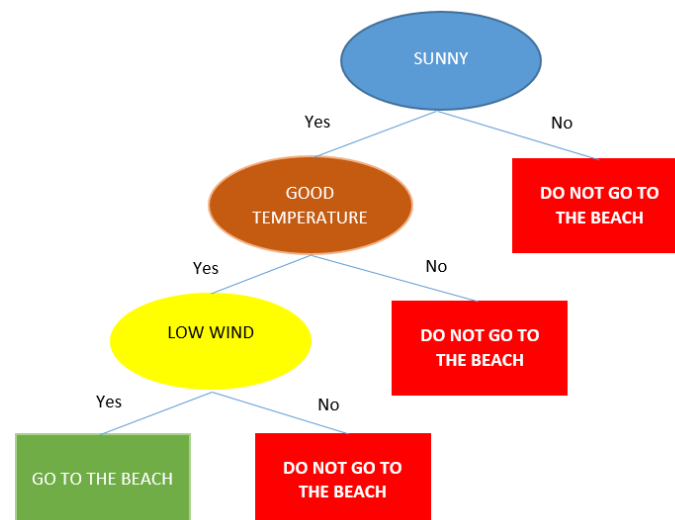 SUNNY
Yes
No
GOOD
TEMPERATURE
DO NOT GO TO
THE BEACH
Yes
No
LOW WIND
DO NOT GO TO
THE BEACH
Yes
No
GO TO THE BEACH
DO NOT GO TO
THE BEACH